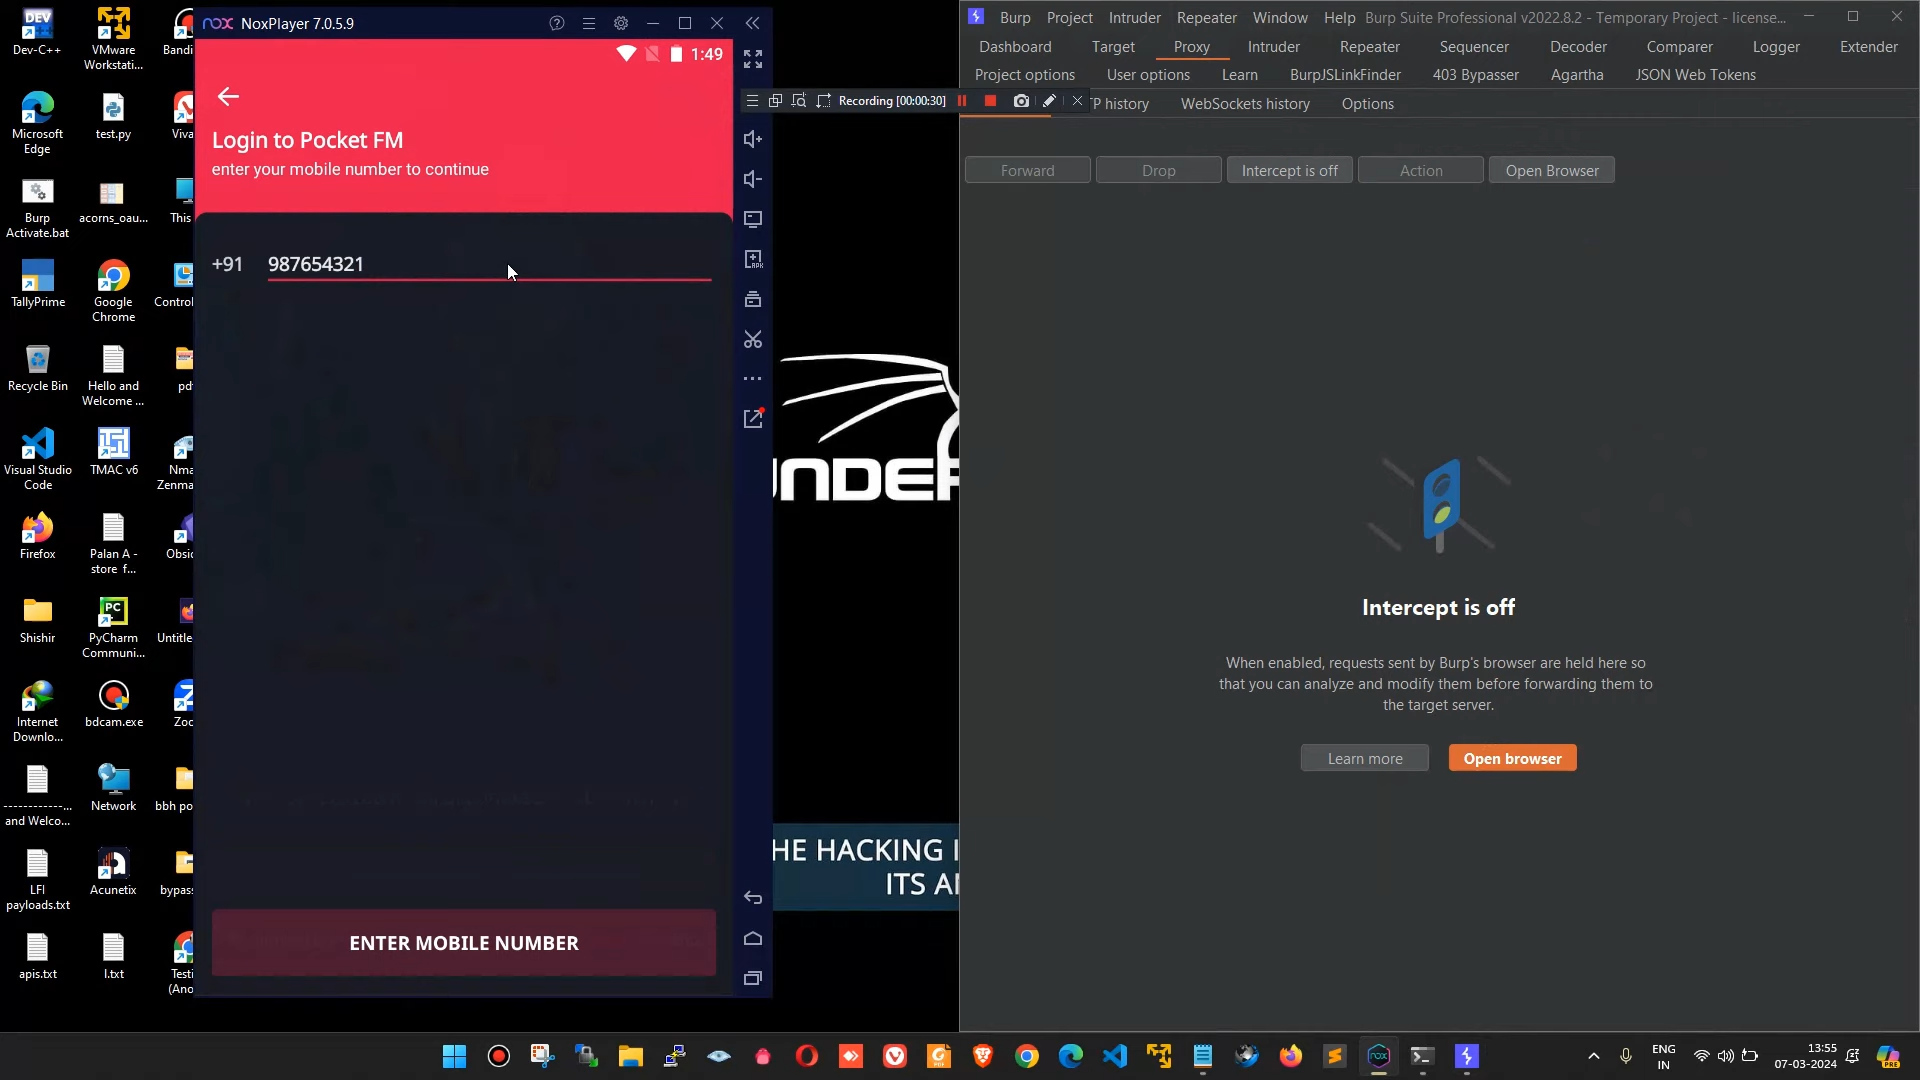 Dev-C++
VMware
Workstati...
Bandi
Microsoft
Edge
test.py
Viva
Burp
Activate.bat
acorns_oau...
This
TallyPrime
Google
Chrome
Control
Recycle Bin
Hello and
Welcome ...
pdf
Visual Studio
Code
TMAC v6
Nma
Zenma
Firefox
Palan A -
store f...
Obsi
Shishir
PyCharm
Communi...
Untitle
Internet
Downlo...
bdcam.exe
Zoo
------------...
and Welco...
Network
bbh po
LFI
payloads.txt
Acunetix
bypas
apis.txt
l.txt
Testi
(Ano
nox NoxPlayer 7.0.5.9
1:49
Login to Pocket FM
enter your mobile number to continue
+91 987654321
ENTER MOBILE NUMBER
Recording [00:00:30]
UNDER
HE HACKING I
ITS A
Burp Project Intruder Repeater Window Help Burp Suite Professional v2022.8.2 - Temporary Project - license...
Dashboard Target Proxy Intruder Repeater Sequencer Decoder Comparer Logger Extender
Project options User options Learn BurpJSLinkFinder 403 Bypasser Agartha JSON Web Tokens
P history WebSockets history Options
Forward Drop Intercept is off Action Open Browser
Intercept is off
When enabled, requests sent by Burp's browser are held here so
that you can analyze and modify them before forwarding them to
the target server.
Learn more Open browser
ENG
IN
13:55
07-03-2024